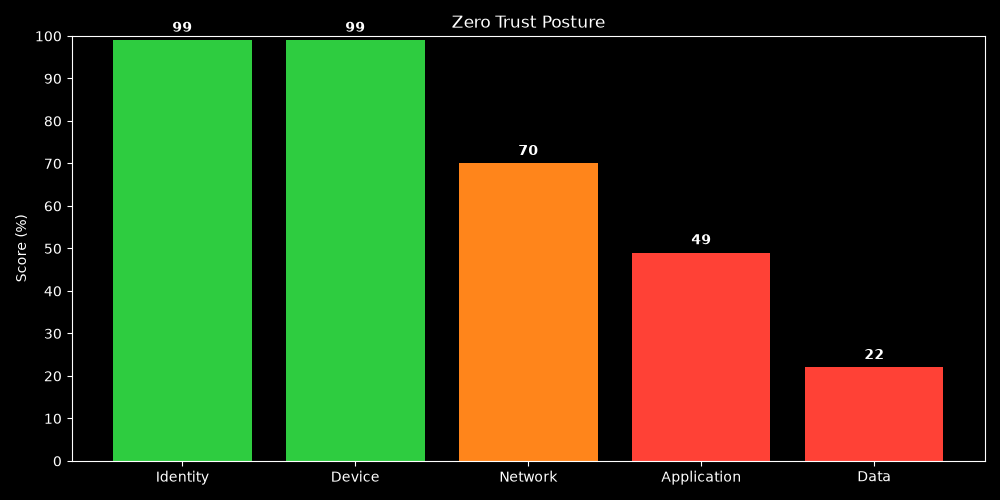 Zero Trust Posture
99
99
70
49
22
Score (%)
100
90
80
70
60
50
40
30
20
10
0
Identity
Device
Network
Application
Data